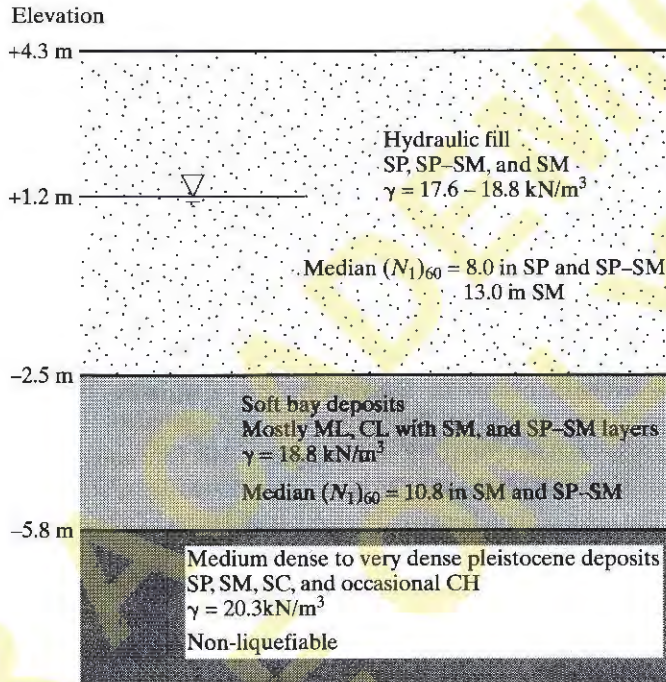 Elevation
+4.3 m
Hydraulic fill
SP, SP–SM, and SM
γ = 17.6 – 18.8 kN/m³
+1.2 m
Median (N₁)₆₀ = 8.0 in SP and SP–SM
13.0 in SM
–2.5 m
Soft bay deposits
Mostly ML, CL with SM, and SP–SM layers
γ = 18.8 kN/m³
Median (N₁)₆₀ = 10.8 in SM and SP–SM
–5.8 m
Medium dense to very dense pleistocene deposits
SP, SM, SC, and occasional CH
γ = 20.3kN/m³
Non-liquefiable